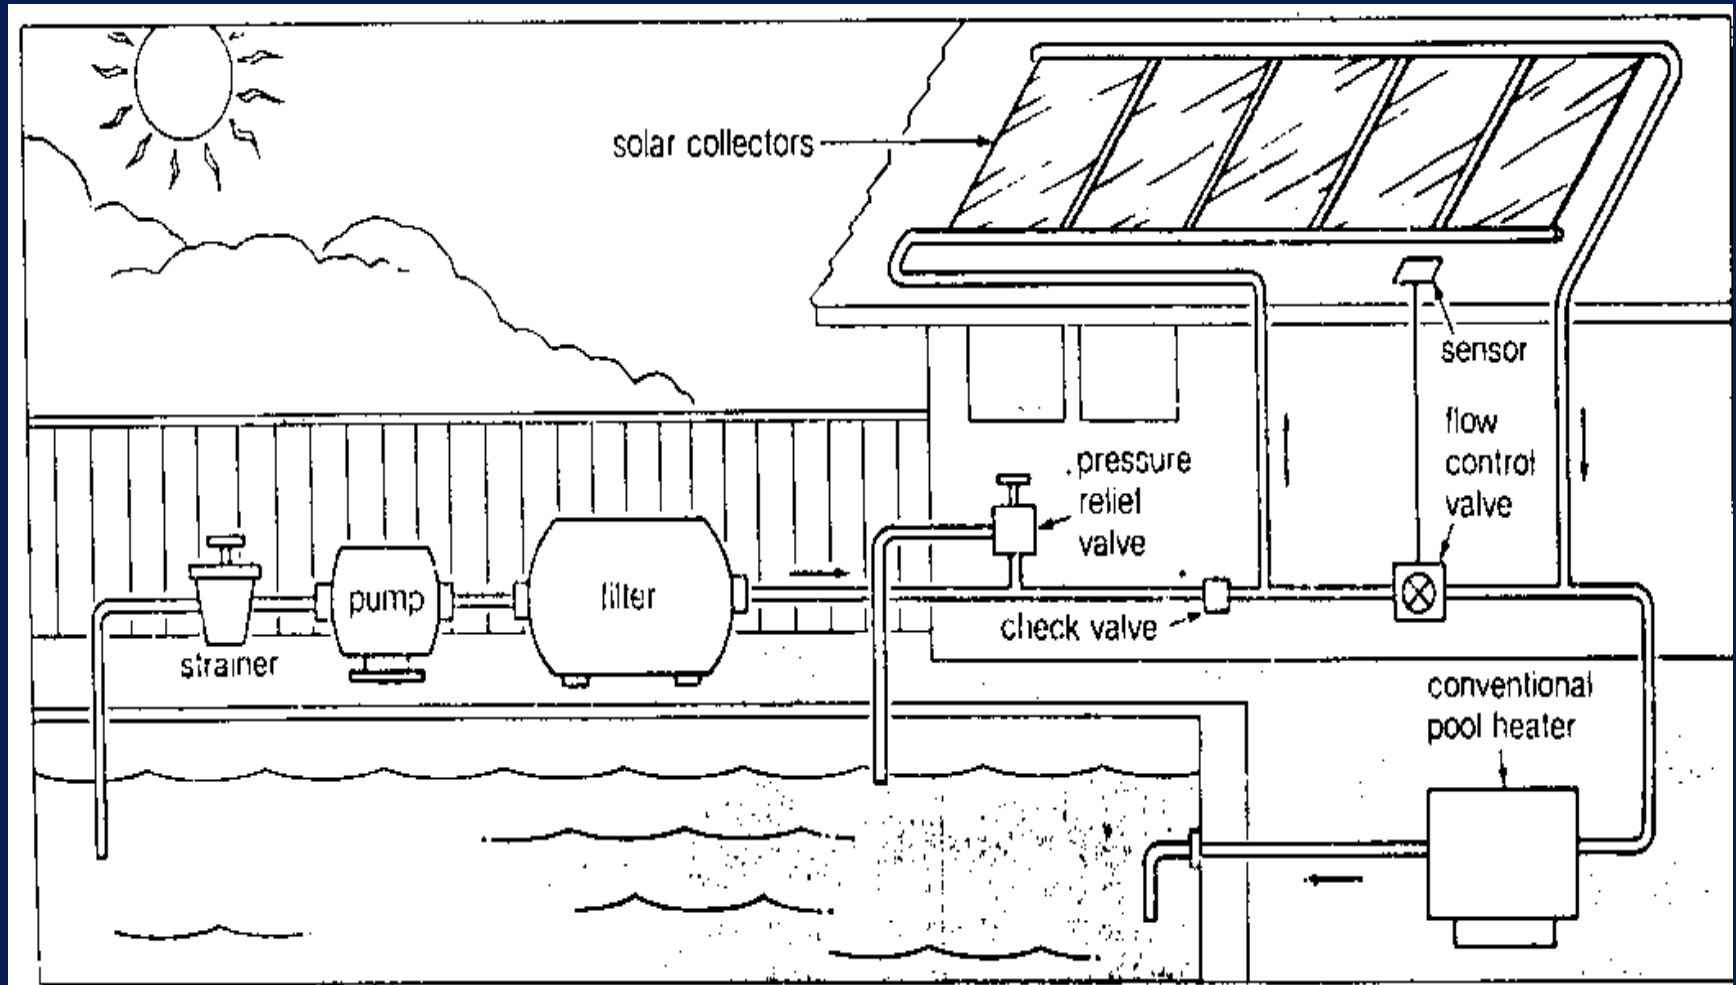 solar collectors
sensor
flow
control
valve
pressure
relief
valve
pump
filter
strainer
check valve
conventional
pool heater